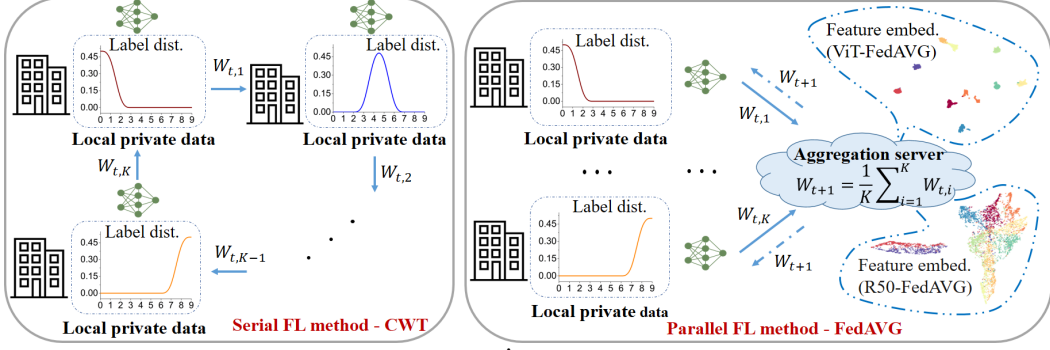 Label dist.
0.45
0.30
0.15
0.00
0 1 2 3 4 5 6 7 8 9
Local private data
W_{t,1}
Label dist.
0.45
0.30
0.15
0.00
0 1 2 3 4 5 6 7 8 9
Local private data
W_{t,K}
W_{t,2}
Label dist.
0.45
0.30
0.15
0.00
0 1 2 3 4 5 6 7 8 9
Local private data
W_{t,K−1}
Serial FL method - CWT
Label dist.
0.45
0.30
0.15
0.00
0 1 2 3 4 5 6 7 8 9
Local private data
W_{t+1}
W_{t,1}
Feature embed.
(ViT-FedAVG)
• • •
• • •
Aggregation server
W_{t+1} = \frac{1}{K} \sum_{i=1}^{K} W_{t,i}
Label dist.
0.45
0.30
0.15
0.00
0 1 2 3 4 5 6 7 8 9
Local private data
W_{t,K}
W_{t+1}
Feature embed.
(R50-FedAVG)
Parallel FL method - FedAVG